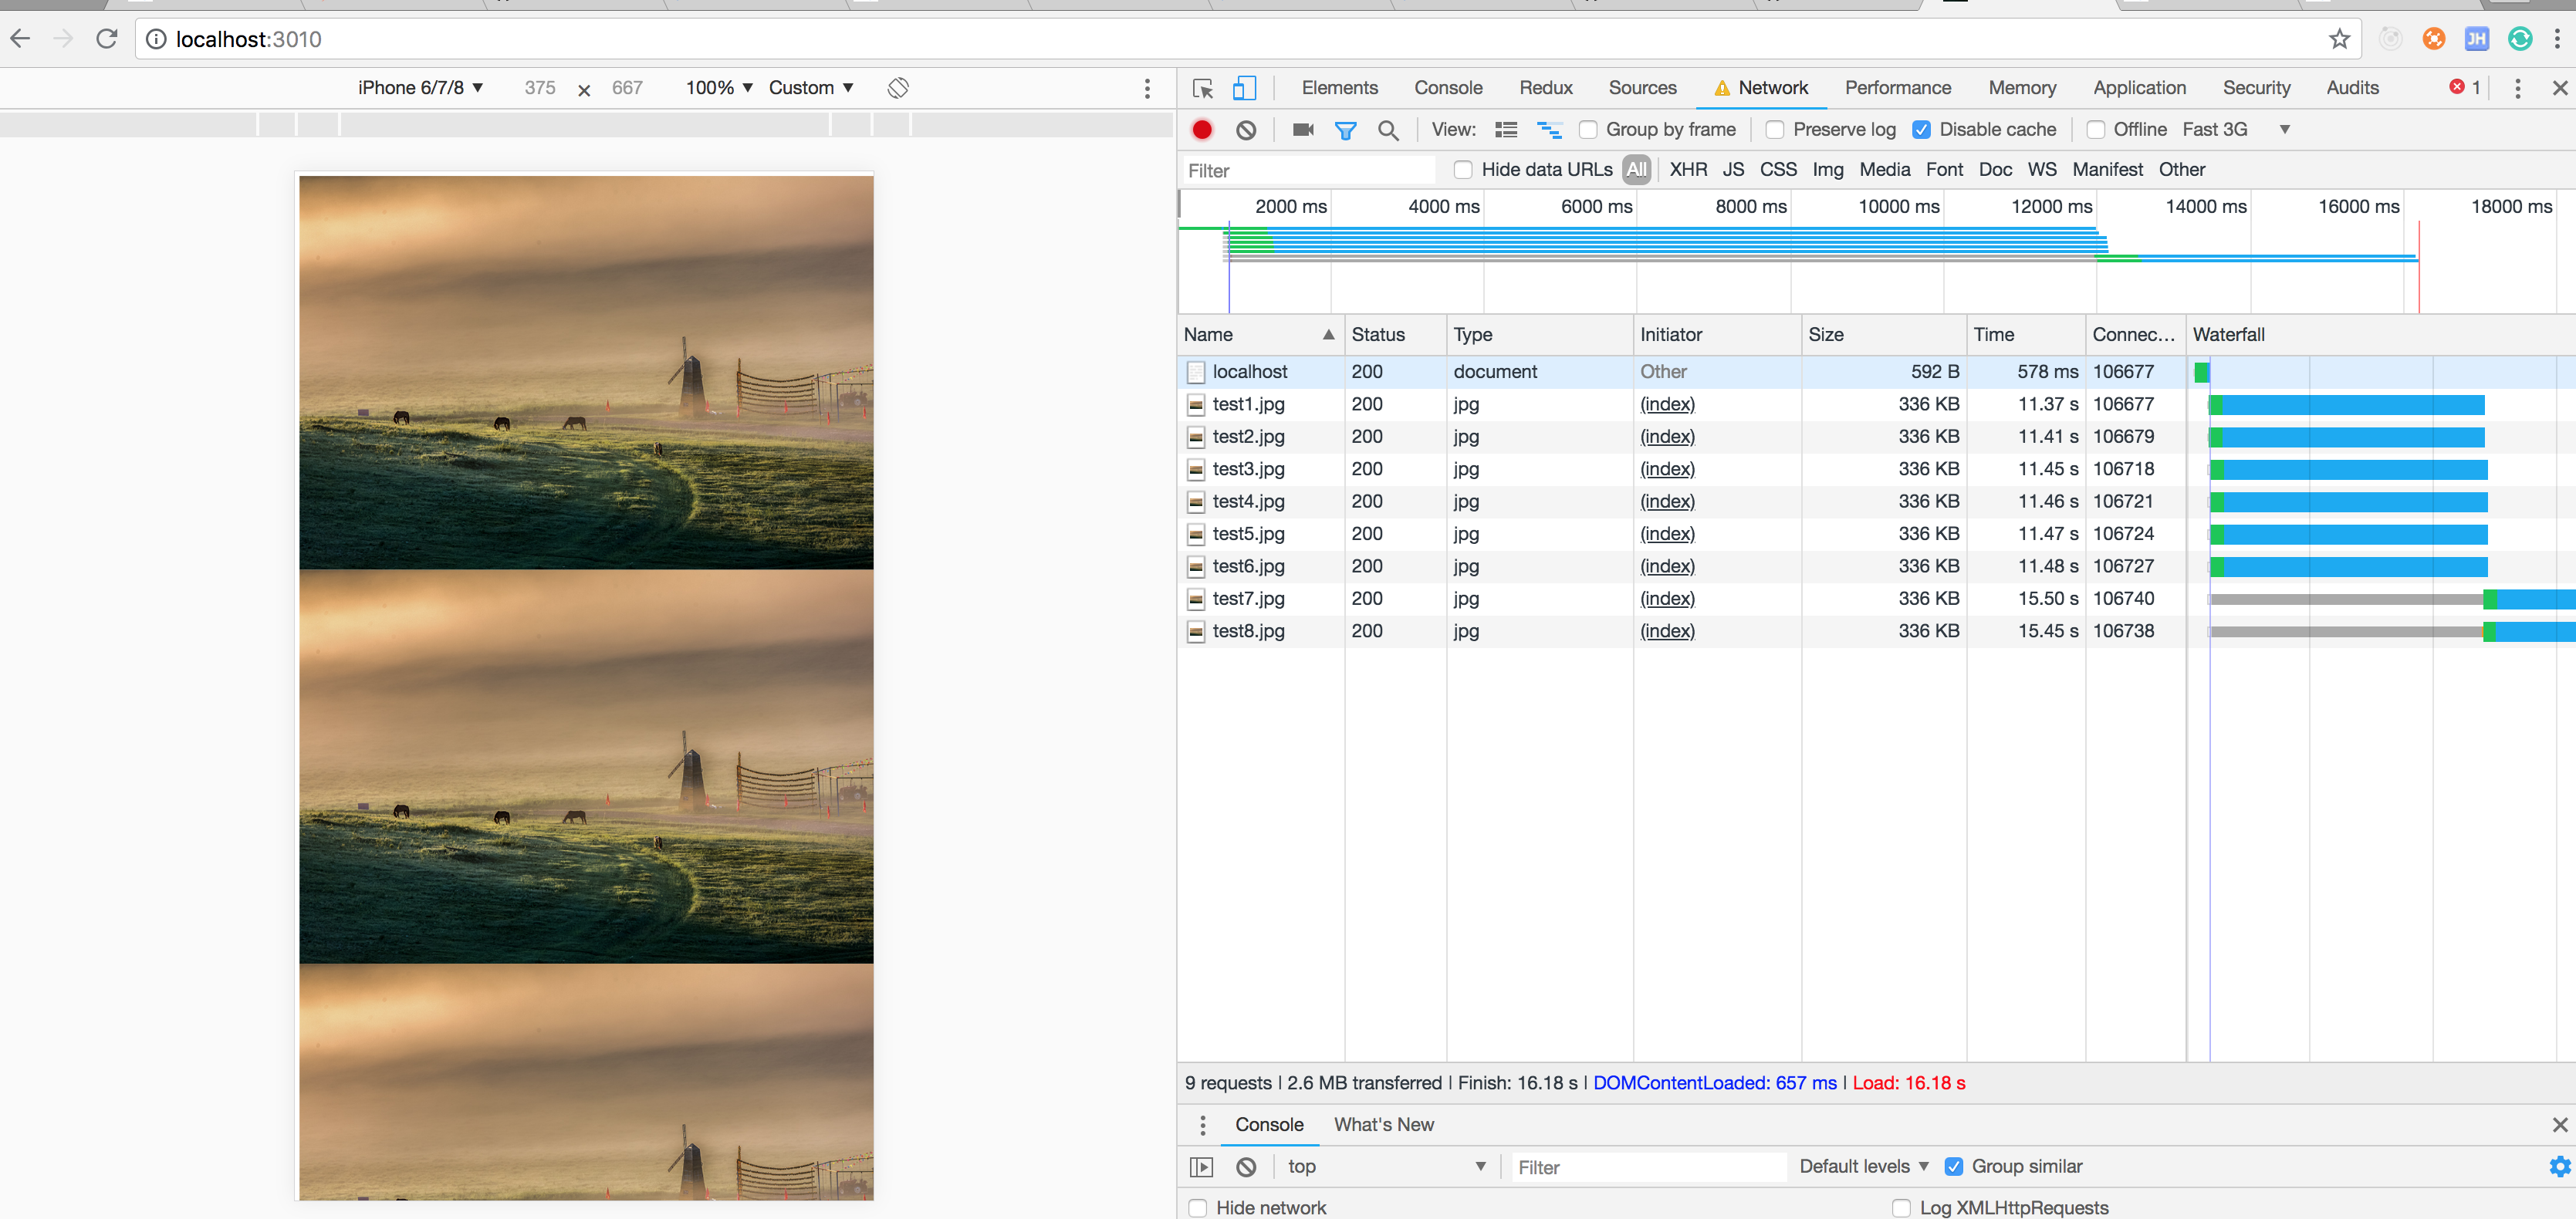 localhost:3010
JH
iPhone 6/7/8 ▼ 375 × 667 100% ▼ Custom ▼
Elements Console Redux Sources Network Performance Memory Application Security Audits 1
View: Group by frame Preserve log Disable cache Offline Fast 3G ▼
Filter Hide data URLs All XHR JS CSS Img Media Font Doc WS Manifest Other
2000 ms 4000 ms 6000 ms 8000 ms 10000 ms 12000 ms 14000 ms 16000 ms 18000 ms
Name ▲ Status Type Initiator Size Time Connec... Waterfall
localhost 200 document Other 592 B 578 ms 106677
test1.jpg 200 jpg (index) 336 KB 11.37 s 106677
test2.jpg 200 jpg (index) 336 KB 11.41 s 106679
test3.jpg 200 jpg (index) 336 KB 11.45 s 106718
test4.jpg 200 jpg (index) 336 KB 11.46 s 106721
test5.jpg 200 jpg (index) 336 KB 11.47 s 106724
test6.jpg 200 jpg (index) 336 KB 11.48 s 106727
test7.jpg 200 jpg (index) 336 KB 15.50 s 106740
test8.jpg 200 jpg (index) 336 KB 15.45 s 106738
9 requests | 2.6 MB transferred | Finish: 16.18 s | DOMContentLoaded: 657 ms | Load: 16.18 s
Console What's New
top ▼ Filter Default levels ▼ Group similar
Hide network Log XMLHttpRequests